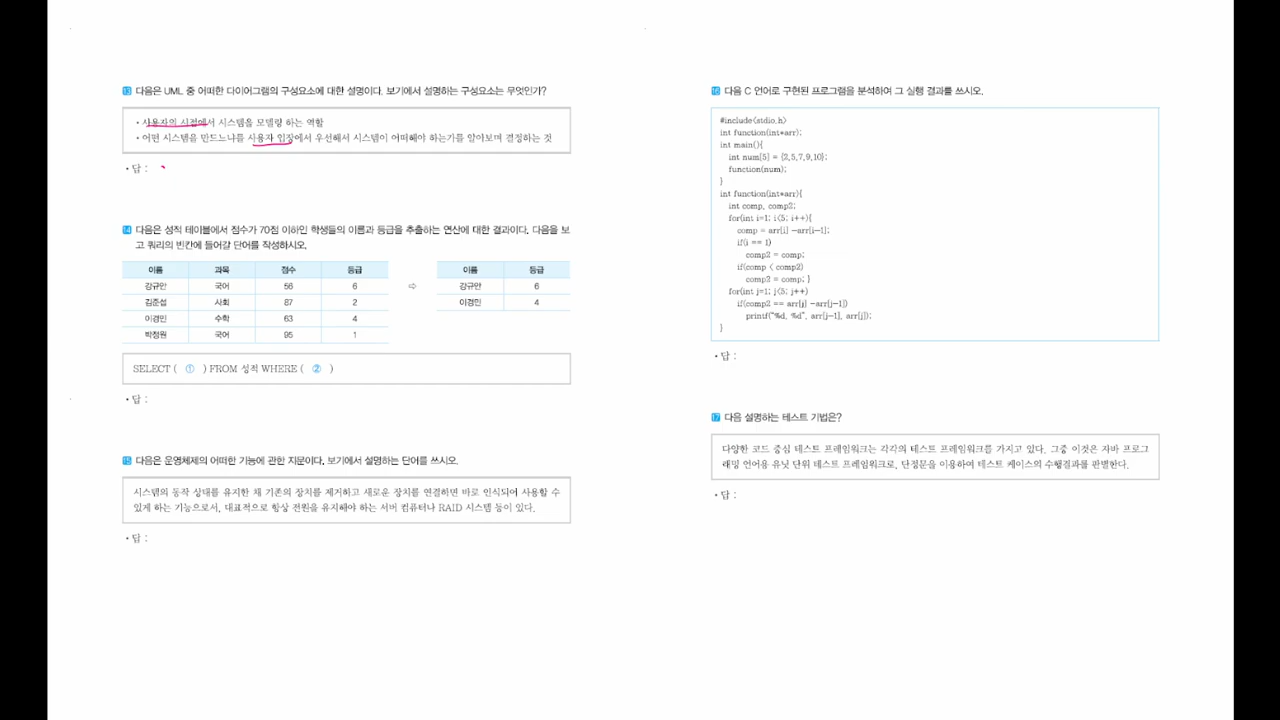 13 다음은 UML 중 어떠한 다이어그램의 구성요소에 대한 설명이다. 보기에서 설명하는 구성요소는 무엇인가?
• 사용자의 시점에서 시스템을 모델링 하는 역할
• 어떤 시스템을 만드느냐를 사용자 입장에서 우선해서 시스템이 어떠해야 하는가를 알아보며 결정하는 것
• 답 :
14 다음은 성적 테이블에서 점수가 70점 이하인 학생들의 이름과 등급을 추출하는 연산에 대한 결과이다. 다음을 보
고 쿼리의 빈칸에 들어갈 단어를 작성하시오.
이름 과목 점수 등급
강규안 국어 56 6
김준섭 사회 87 2
이경민 수학 63 4
박정원 국어 95 1
⇨
이름 등급
강규안 6
이경민 4
SELECT ( ① ) FROM 성적 WHERE ( ② )
• 답 :
15 다음은 운영체제의 어떠한 기능에 관한 지문이다. 보기에서 설명하는 단어를 쓰시오.
시스템의 동작 상태를 유지한 채 기존의 장치를 제거하고 새로운 장치를 연결하면 바로 인식되어 사용할 수
있게 하는 기능으로서, 대표적으로 항상 전원을 유지해야 하는 서버 컴퓨터나 RAID 시스템 등이 있다.
• 답 :
16 다음 C 언어로 구현된 프로그램을 분석하여 그 실행 결과를 쓰시오.
#include<stdio.h>
int function(int*arr);
int main(){
int num[5] = {2,5,7,9,10};
function(num);
}
int function(int*arr){
int comp, comp2;
for(int i=1; i<5; i++){
comp = arr[i] -arr[i-1];
if(i == 1)
comp2 = comp;
if(comp < comp2)
comp2 = comp; }
for(int j=1; j<5; j++)
if(comp2 == arr[j] -arr[j-1])
printf("%d, %d", arr[j-1], arr[j]);
}
• 답 :
17 다음 설명하는 테스트 기법은?
다양한 코드 중심 테스트 프레임워크는 각각의 테스트 프레임워크를 가지고 있다. 그중 이것은 자바 프로그
래밍 언어용 유닛 단위 테스트 프레임워크로, 단정문을 이용하여 테스트 케이스의 수행결과를 판별한다.
• 답 :